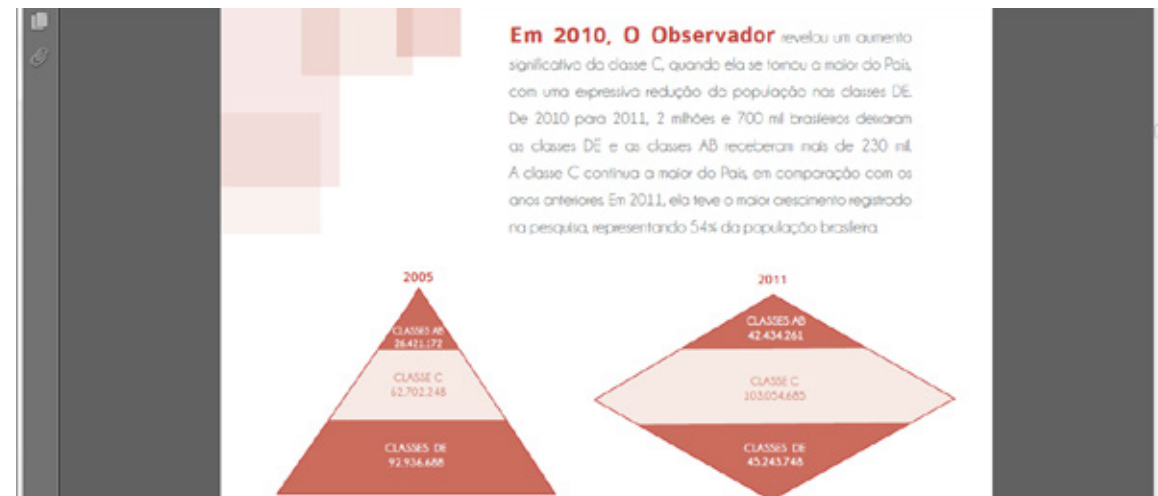 Em 2010, O Observador revelou um aumento
significativo da classe C, quando ela se tornou a maior do País,
com uma expressiva redução da população nas classes DE.
De 2010 para 2011, 2 milhões e 700 mil brasileiros deixaram
as classes DE e as classes AB receberam mais de 230 mil.
A classe C continua a maior do País, em comparação com os
anos anteriores. Em 2011, ela teve o maior crescimento registrado
na pesquisa, representando 54% da população brasileira.
2005
CLASSES AB
26.421.172
CLASSE C
62.702.248
CLASSES DE
92.936.688
2011
CLASSES AB
42.434.261
CLASSE C
103.054.685
CLASSES DE
45.243.748